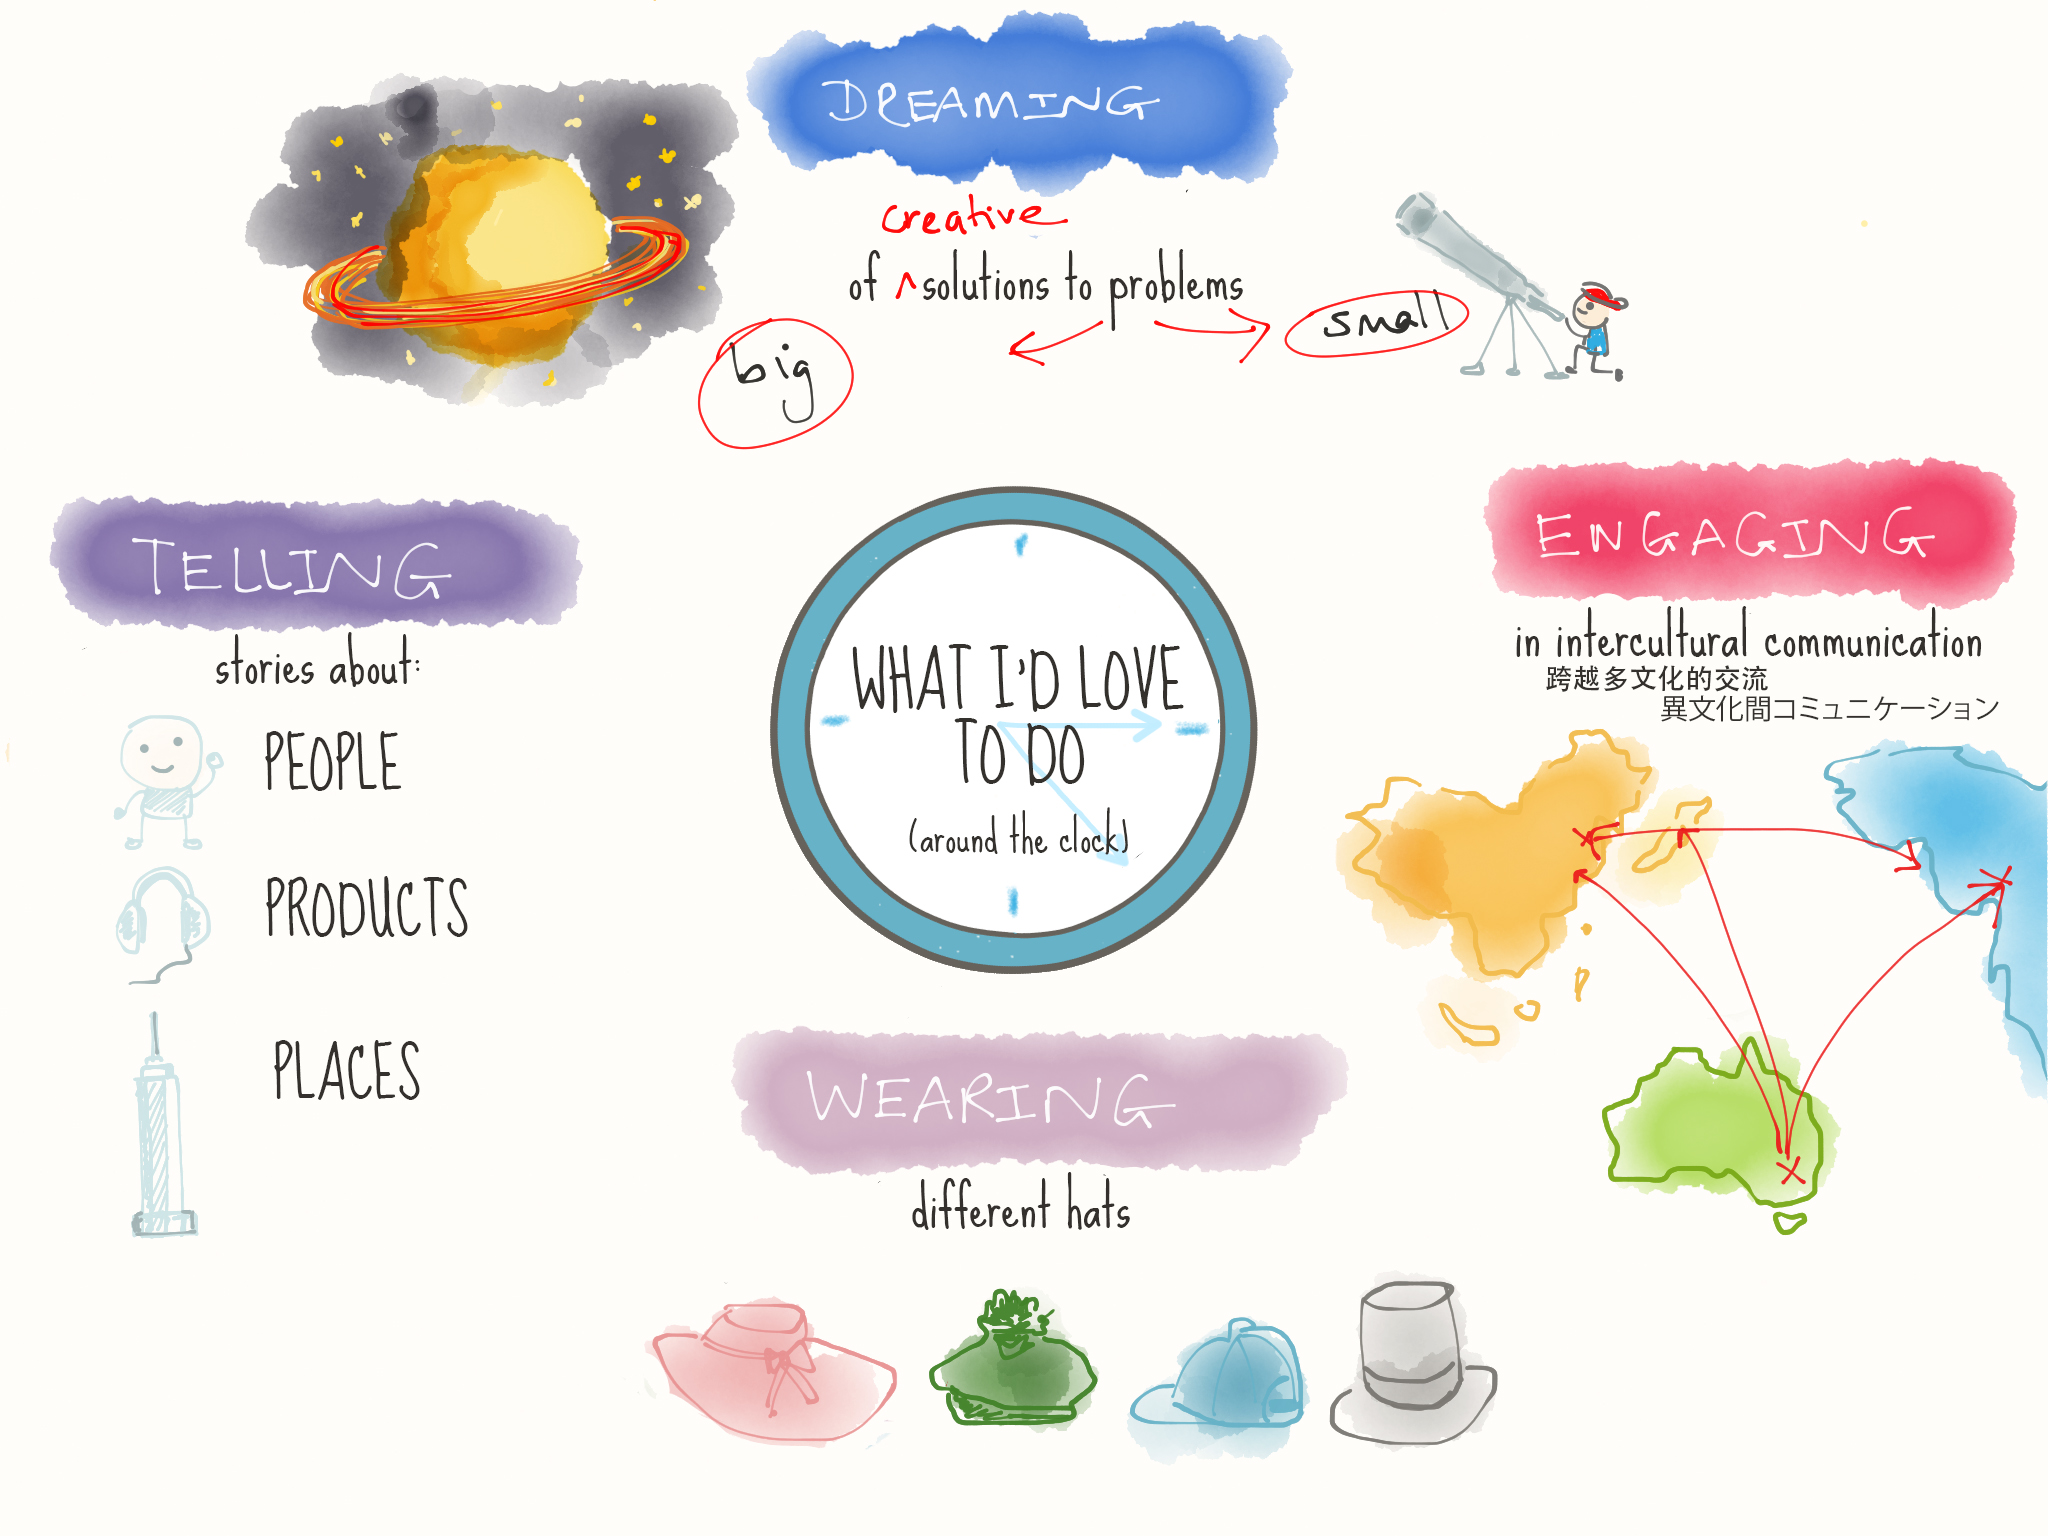 DREAMING
creative
of ^ solutions to problems
big
small
TELLING
stories about:
PEOPLE
PRODUCTS
PLACES
WHAT I'D LOVE
TO DO
(around the clock)
ENGAGING
in intercultural communication
跨越多文化的交流
異文化間コミュニケーション
WEARING
different hats